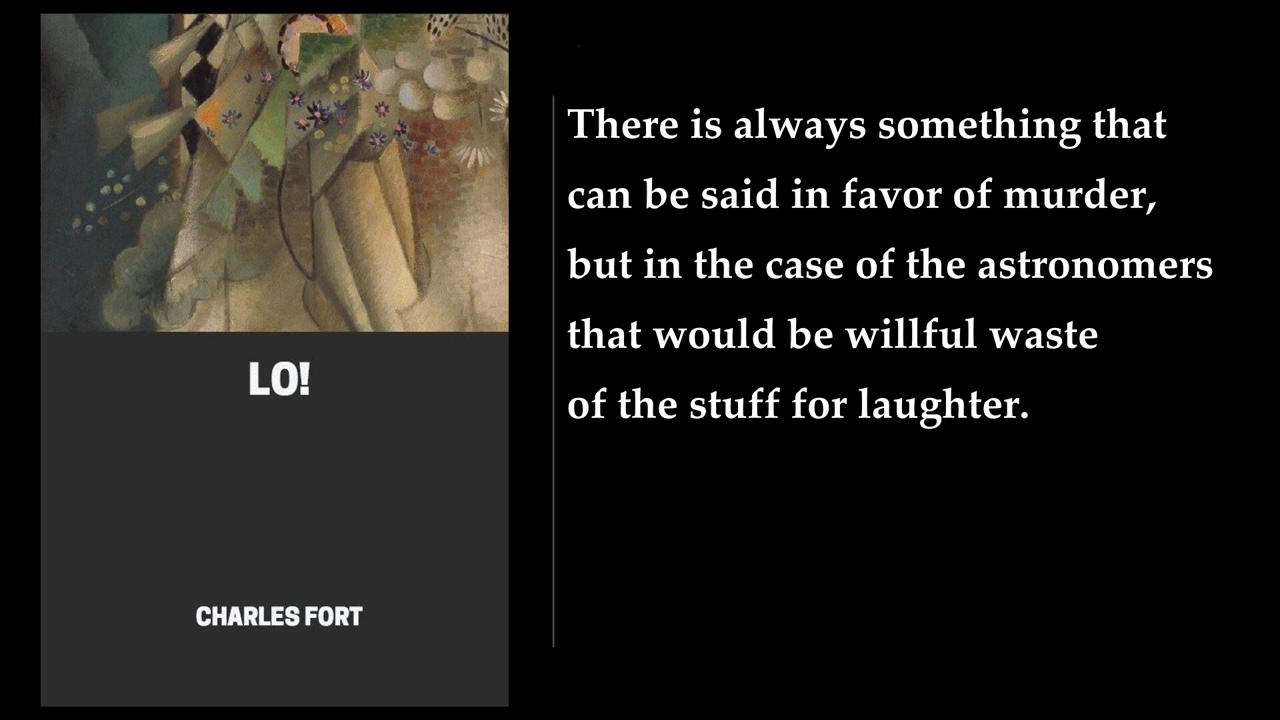 LO!
CHARLES FORT
There is always something that
can be said in favor of murder,
but in the case of the astronomers
that would be willful waste
of the stuff for laughter.